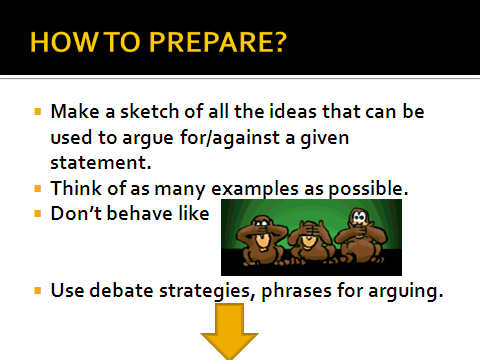 HOW TO PREPARE?
Make a sketch of all the ideas that can be
used to argue for/against a given
statement.
Think of as many examples as possible.
Don't behave like
Use debate strategies, phrases for arguing.